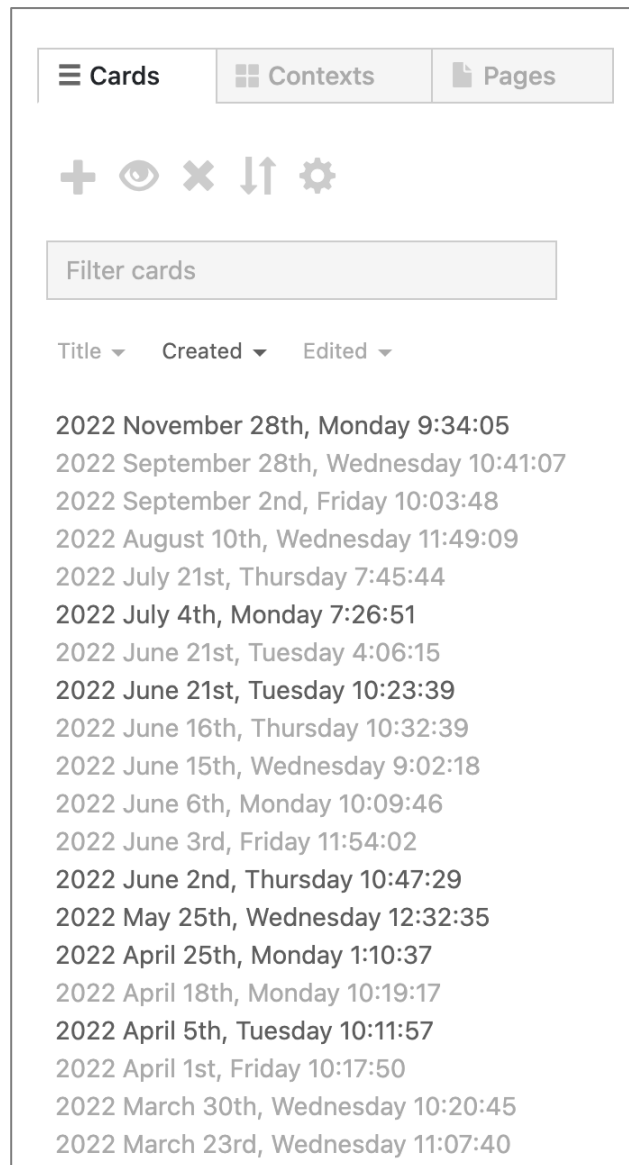 Cards Contexts Pages
Filter cards
Title Created Edited
2022 November 28th, Monday 9:34:05
2022 September 28th, Wednesday 10:41:07
2022 September 2nd, Friday 10:03:48
2022 August 10th, Wednesday 11:49:09
2022 July 21st, Thursday 7:45:44
2022 July 4th, Monday 7:26:51
2022 June 21st, Tuesday 4:06:15
2022 June 21st, Tuesday 10:23:39
2022 June 16th, Thursday 10:32:39
2022 June 15th, Wednesday 9:02:18
2022 June 6th, Monday 10:09:46
2022 June 3rd, Friday 11:54:02
2022 June 2nd, Thursday 10:47:29
2022 May 25th, Wednesday 12:32:35
2022 April 25th, Monday 1:10:37
2022 April 18th, Monday 10:19:17
2022 April 5th, Tuesday 10:11:57
2022 April 1st, Friday 10:17:50
2022 March 30th, Wednesday 10:20:45
2022 March 23rd, Wednesday 11:07:40